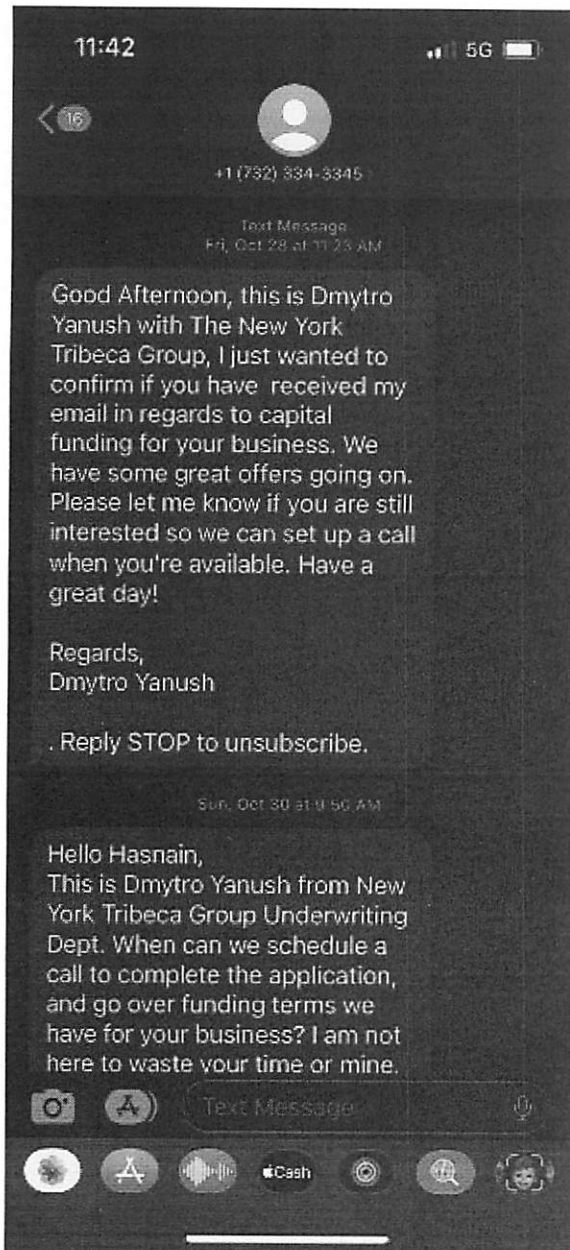 11:42
5G
16
+1 (732) 334-3345
Text Message
Fri, Oct 28 at 11:23 AM
Good Afternoon, this is Dmytro
Yanush with The New York
Tribeca Group, I just wanted to
confirm if you have  received my
email in regards to capital
funding for your business. We
have some great offers going on.
Please let me know if you are still
interested so we can set up a call
when you're available. Have a
great day!
Regards,
Dmytro Yanush
. Reply STOP to unsubscribe.
Sun, Oct 30 at 9:50 AM
Hello Hasnain,
This is Dmytro Yanush from New
York Tribeca Group Underwriting
Dept. When can we schedule a
call to complete the application,
and go over funding terms we
have for your business? I am not
here to waste your time or mine.
Text Message
Cash